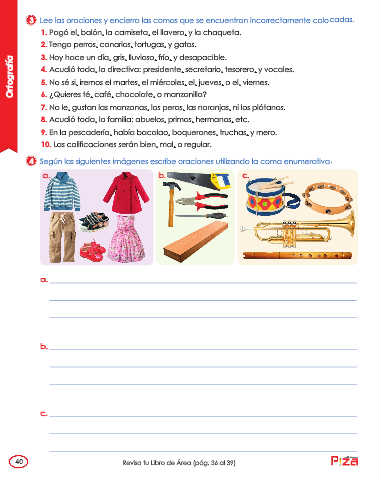 Ortografía
3 Lee las oraciones y encierra las comas que se encuentran incorrectamente colocadas.
1. Pagó el, balón, la camiseta, el llavero, y la chaqueta.
2. Tengo perros, canarios, tortugas, y gatos.
3. Hoy hace un día, gris, lluvioso, frío, y desapacible.
4. Acudió toda, la directiva: presidente, secretario, tesorero, y vocales.
5. No sé si, iremos el martes, el miércoles, el, jueves, o el, viernes.
6. ¿Quieres té, café, chocolate, o manzanilla?
7. No le, gustan las manzanas, las peras, las naranjas, ni los plátanos.
8. Acudió toda, la familia: abuelos, primos, hermanos, etc.
9. En la pescadería, había bacalao, boquerones, truchas, y mero.
10. Las calificaciones serán bien, mal, o regular.
4 Según las siguientes imágenes escribe oraciones utilizando la coma enumerativa.
a. b. c.
a.
b.
c.
40
Revisa tu Libro de Área (pág. 36 al 39)